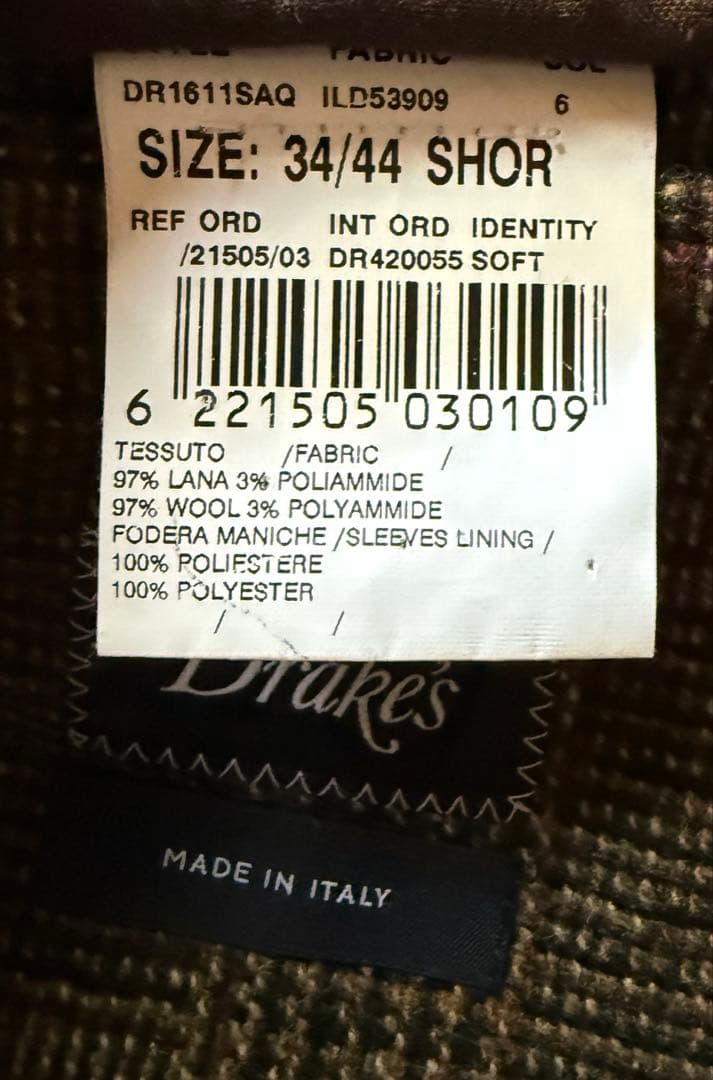 FABRIC
DR1611SAQ ILD53909 6
SIZE: 34/44 SHOR
REF ORD INT ORD IDENTITY
/21505/03 DR420055 SOFT
6 221505 030109
TESSUTO /FABRIC /
97% LANA 3% POLIAMMIDE
97% WOOL 3% POLYAMMIDE
FODERA MANICHE /SLEEVES LINING /
100% POLIESTERE
100% POLYESTER
/ /
Drake's
MADE IN ITALY